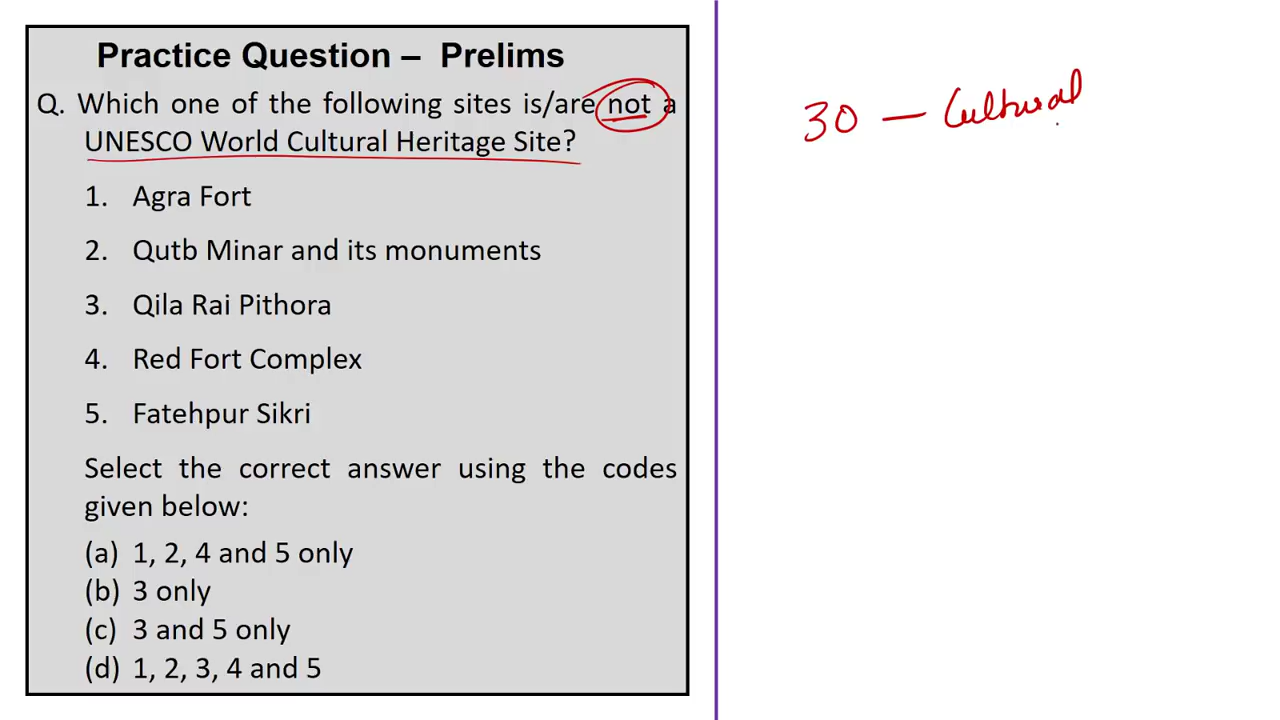 Practice Question – Prelims
Q. Which one of the following sites is/are not a
UNESCO World Cultural Heritage Site?
1. Agra Fort
2. Qutb Minar and its monuments
3. Qila Rai Pithora
4. Red Fort Complex
5. Fatehpur Sikri
Select the correct answer using the codes
given below:
(a) 1, 2, 4 and 5 only
(b) 3 only
(c) 3 and 5 only
(d) 1, 2, 3, 4 and 5
30 — Cultural